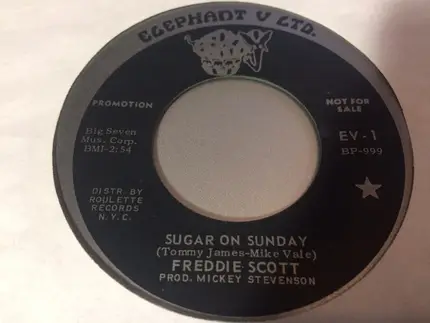 ELEPHANT V LTD.
PROMOTION
NOT FOR
SALE
Big Seven
Mus. Corp.
BMI-2:54
EV-1
BP-999
DISTR. BY
ROULETTE
RECORDS
N.Y.C.
SUGAR ON SUNDAY
(Tommy James-Mike Vale)
FREDDIE SCOTT
PROD. MICKEY STEVENSON